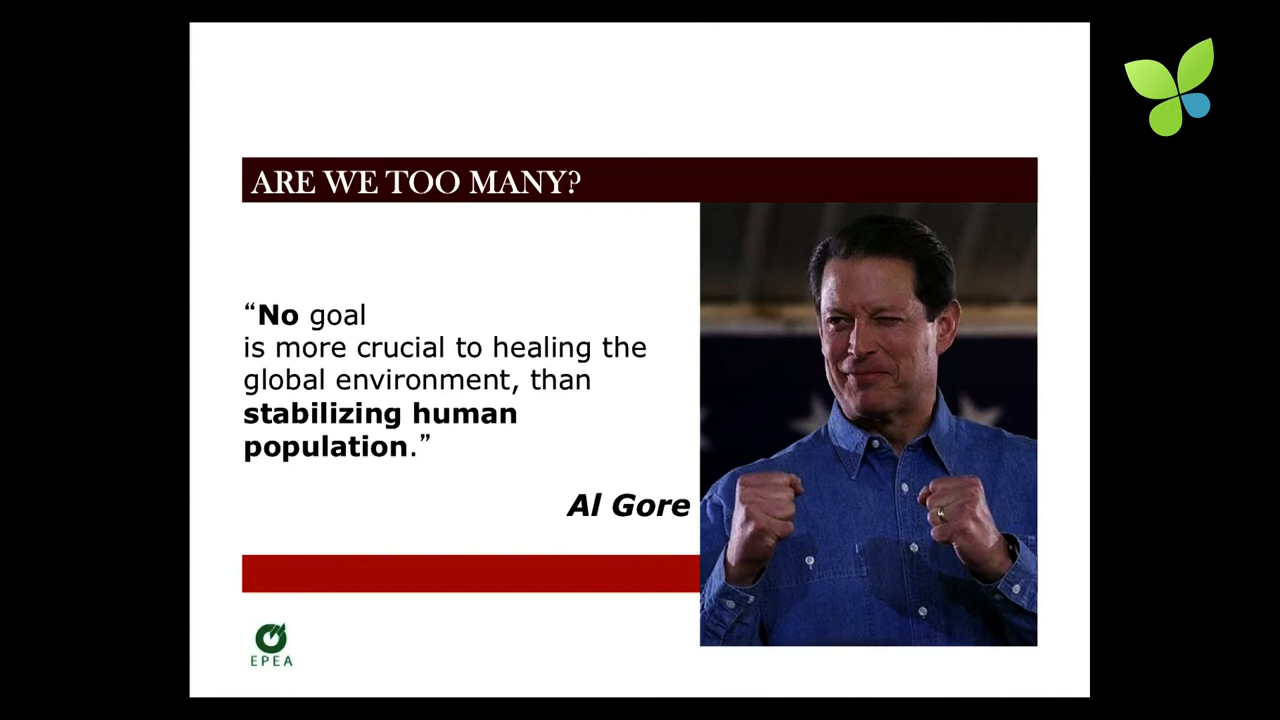 ARE WE TOO MANY?
“No goal
is more crucial to healing the
global environment, than
stabilizing human
population.”
Al Gore
EPEA